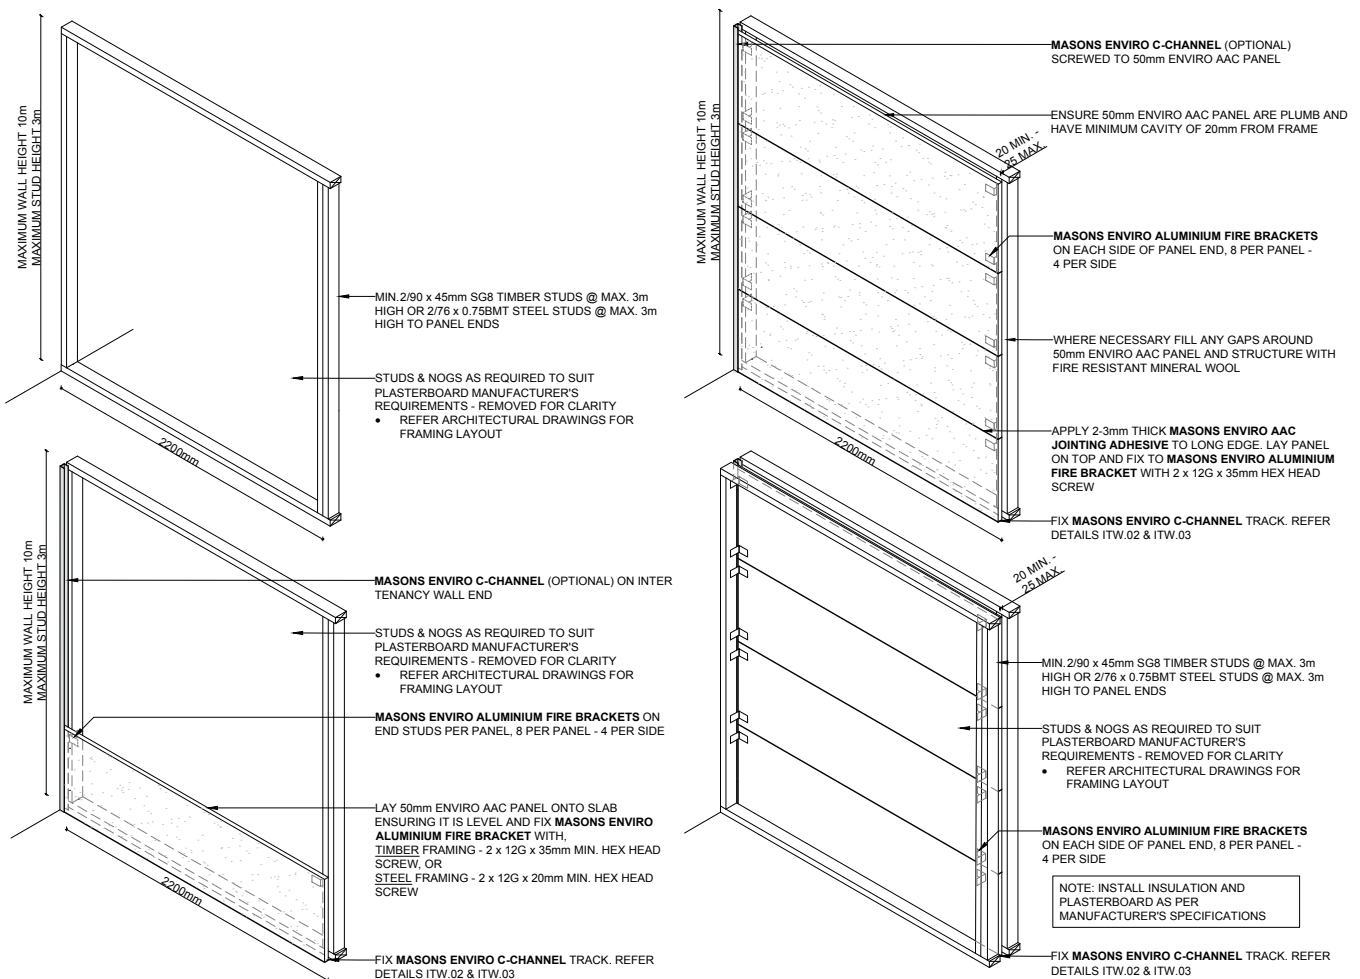 MAXIMUM WALL HEIGHT 10m
MAXIMUM STUD HEIGHT 3m
MIN.2/90 x 45mm SG8 TIMBER STUDS @ MAX. 3m
HIGH OR 2/76 x 0.75BMT STEEL STUDS @ MAX. 3m
HIGH TO PANEL ENDS
STUDS & NOGS AS REQUIRED TO SUIT
PLASTERBOARD MANUFACTURER'S
REQUIREMENTS - REMOVED FOR CLARITY
• REFER ARCHITECTURAL DRAWINGS FOR
FRAMING LAYOUT
2200mm
MAXIMUM WALL HEIGHT 10m
MAXIMUM STUD HEIGHT 3m
MASONS ENVIRO C-CHANNEL (OPTIONAL)
SCREWED TO 50mm ENVIRO AAC PANEL
ENSURE 50mm ENVIRO AAC PANEL ARE PLUMB AND
HAVE MINIMUM CAVITY OF 20mm FROM FRAME
20 MIN. -
25 MAX.
MASONS ENVIRO ALUMINIUM FIRE BRACKETS
ON EACH SIDE OF PANEL END, 8 PER PANEL -
4 PER SIDE
WHERE NECESSARY FILL ANY GAPS AROUND
50mm ENVIRO AAC PANEL AND STRUCTURE WITH
FIRE RESISTANT MINERAL WOOL
APPLY 2-3mm THICK MASONS ENVIRO AAC
JOINTING ADHESIVE TO LONG EDGE. LAY PANEL
ON TOP AND FIX TO MASONS ENVIRO ALUMINIUM
FIRE BRACKET WITH 2 x 12G x 35mm HEX HEAD
SCREW
2200mm
FIX MASONS ENVIRO C-CHANNEL TRACK. REFER
DETAILS ITW.02 & ITW.03
MAXIMUM WALL HEIGHT 10m
MAXIMUM STUD HEIGHT 3m
MASONS ENVIRO C-CHANNEL (OPTIONAL) ON INTER
TENANCY WALL END
STUDS & NOGS AS REQUIRED TO SUIT
PLASTERBOARD MANUFACTURER'S
REQUIREMENTS - REMOVED FOR CLARITY
• REFER ARCHITECTURAL DRAWINGS FOR
FRAMING LAYOUT
MASONS ENVIRO ALUMINIUM FIRE BRACKETS ON
END STUDS PER PANEL, 8 PER PANEL - 4 PER SIDE
LAY 50mm ENVIRO AAC PANEL ONTO SLAB
ENSURING IT IS LEVEL AND FIX MASONS ENVIRO
ALUMINIUM FIRE BRACKET WITH,
TIMBER FRAMING - 2 x 12G x 35mm MIN. HEX HEAD
SCREW, OR
STEEL FRAMING - 2 x 12G x 20mm MIN. HEX HEAD
SCREW
2200mm
FIX MASONS ENVIRO C-CHANNEL TRACK. REFER
DETAILS ITW.02 & ITW.03
20 MIN. -
25 MAX.
MIN.2/90 x 45mm SG8 TIMBER STUDS @ MAX. 3m
HIGH OR 2/76 x 0.75BMT STEEL STUDS @ MAX. 3m
HIGH TO PANEL ENDS
STUDS & NOGS AS REQUIRED TO SUIT
PLASTERBOARD MANUFACTURER'S
REQUIREMENTS - REMOVED FOR CLARITY
• REFER ARCHITECTURAL DRAWINGS FOR
FRAMING LAYOUT
MASONS ENVIRO ALUMINIUM FIRE BRACKETS
ON EACH SIDE OF PANEL END, 8 PER PANEL -
4 PER SIDE
NOTE: INSTALL INSULATION AND
PLASTERBOARD AS PER
MANUFACTURER'S SPECIFICATIONS
FIX MASONS ENVIRO C-CHANNEL TRACK. REFER
DETAILS ITW.02 & ITW.03